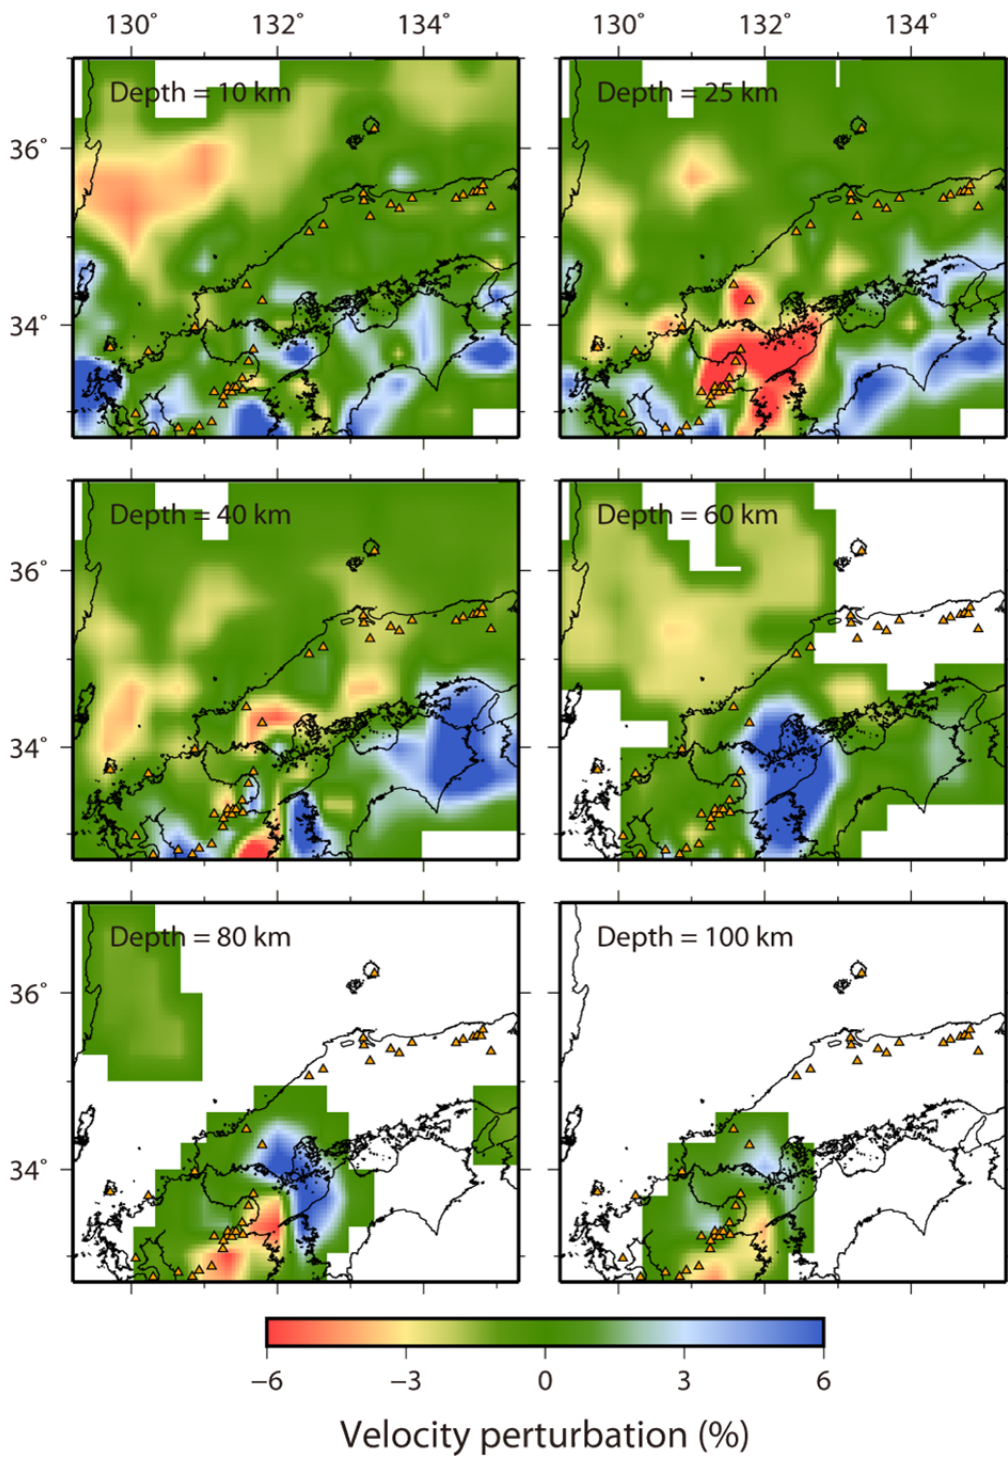 130° 132° 134° 130° 132° 134°
Depth = 10 km Depth = 25 km
36°
34°
Depth = 40 km Depth = 60 km
36°
34°
Depth = 80 km Depth = 100 km
36°
34°
−6 −3 0 3 6
Velocity perturbation (%)